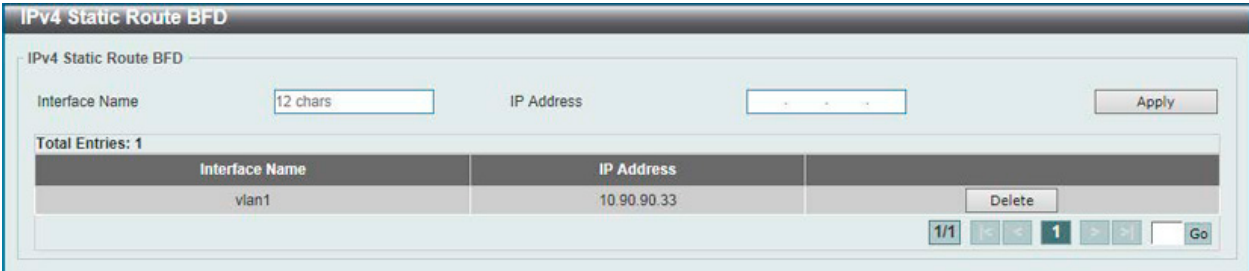 IPv4 Static Route BFD
IPv4 Static Route BFD
Interface Name 12 chars IP Address . . . Apply
Total Entries: 1
Interface Name IP Address
vlan1 10.90.90.33 Delete
1/1 |< < 1 > >| Go